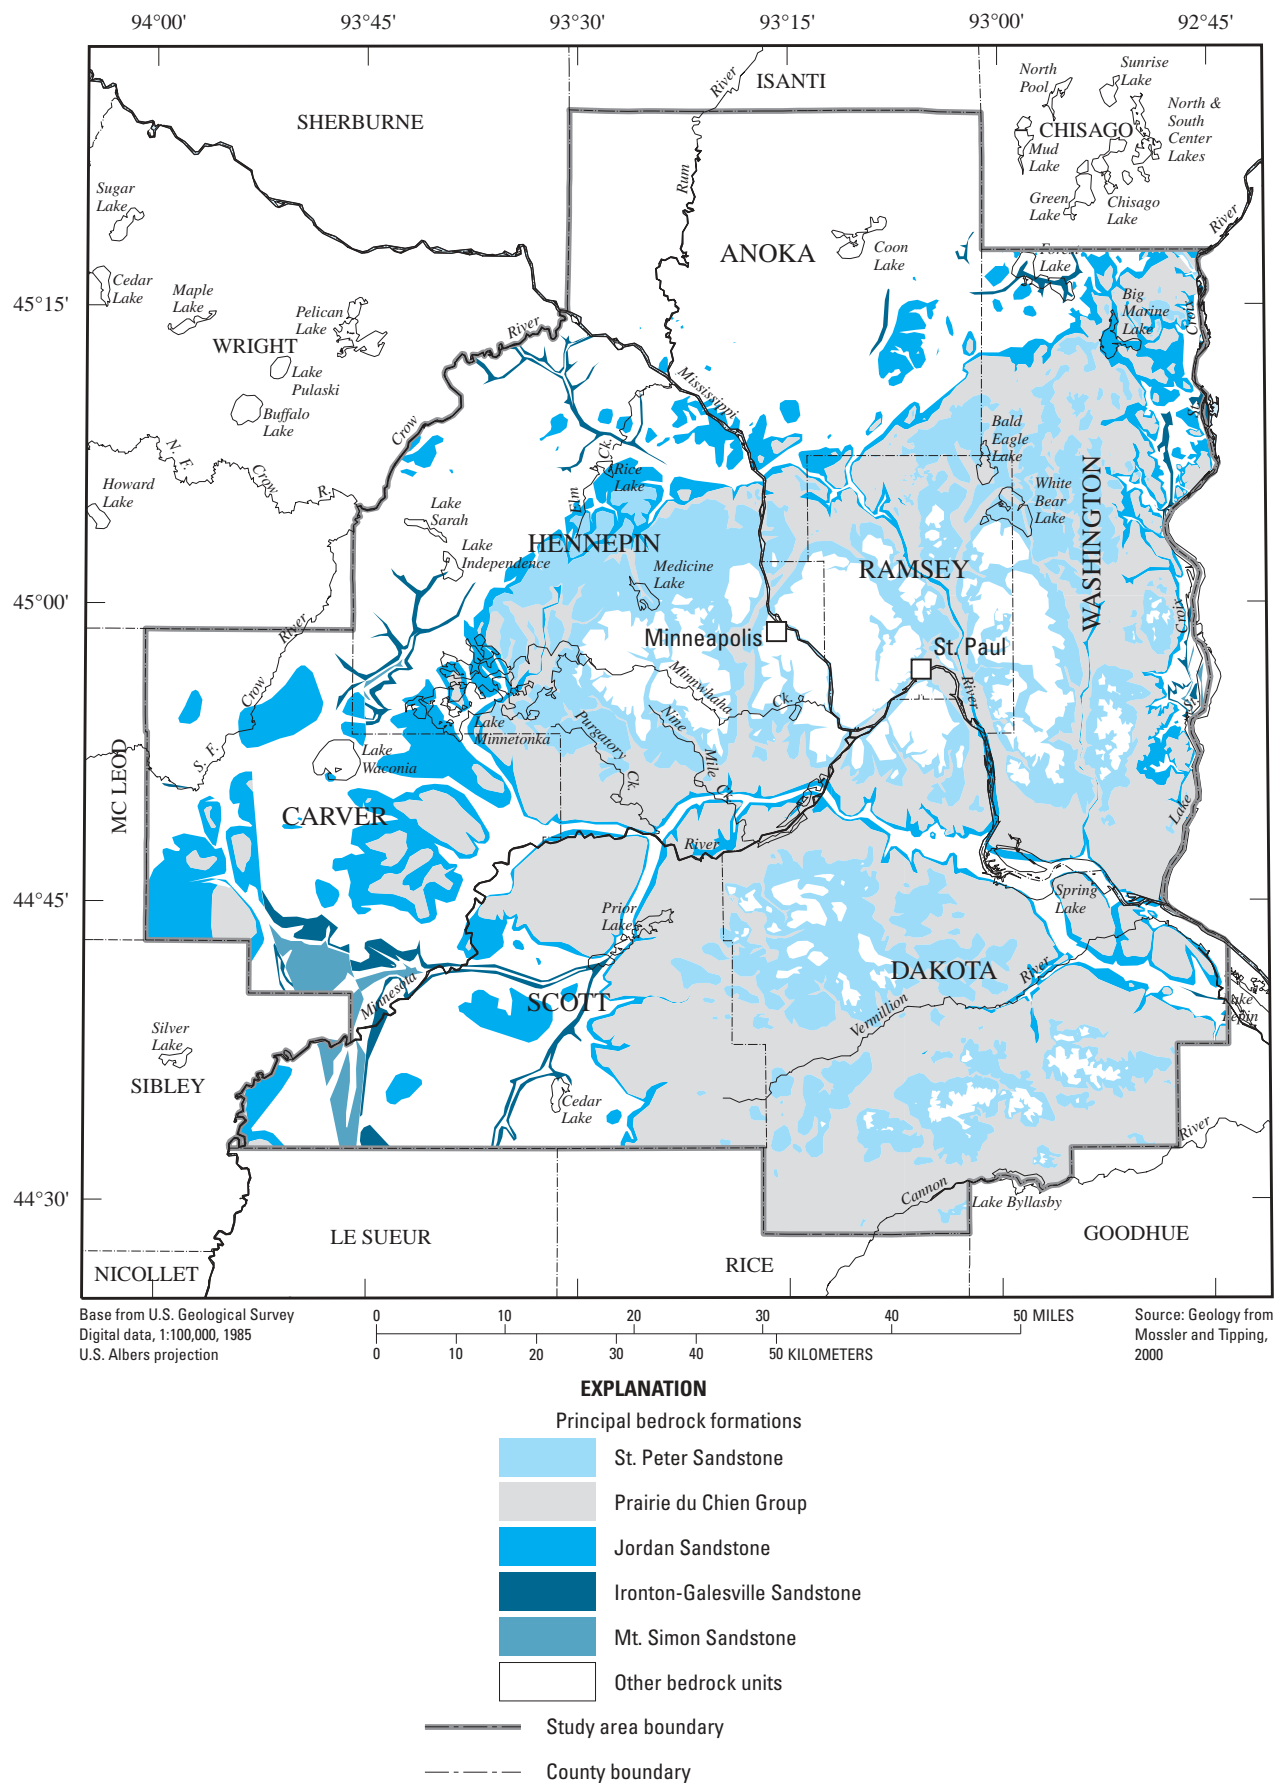 94°00'
93°45'
93°30'
93°15'
93°00'
92°45'
45°15'
45°00'
44°45'
44°30'
ISANTI
River
Rum
North
Pool
Sunrise
Lake
CHISAGO
North &
South
Center
Lakes
Mud
Lake
Green
Lake
Chisago
Lake
River
SHERBURNE
Sugar
Lake
ANOKA
Coon
Lake
Forest
Lake
Cedar
Lake
Maple
Lake
Pelican
Lake
River
Big
Marine
Lake
Croix
St.
WRIGHT
Lake
Pulaski
Buffalo
Lake
Crow
Mississippi
Bald
Eagle
Lake
N. F.
Crow
R.
Howard
Lake
Elm
Ck.
Rice
Lake
White
Bear
Lake
WASHINGTON
Lake
Sarah
HENNEPIN
Lake
Independence
Medicine
Lake
RAMSEY
River
Minneapolis
St. Paul
Croix
St.
Crow
Minniwhaha
Ck.
River
Lake
Minnetonka
Purgatory
Ck.
Nine
Mile
Ck.
S. F.
Lake
Waconia
MC LEOD
CARVER
River
Lake
Prior
Lake
Spring
Lake
DAKOTA
River
Vermillion
Minnesota
SCOTT
Lake
Pepin
Silver
Lake
SIBLEY
Cedar
Lake
River
Cannon
Lake Byllasby
LE SUEUR
GOODHUE
NICOLLET
RICE
Base from U.S. Geological Survey
Digital data, 1:100,000, 1985
U.S. Albers projection
0 10 20 30 40 50 MILES
0 10 20 30 40 50 KILOMETERS
Source: Geology from
Mossler and Tipping,
2000
EXPLANATION
Principal bedrock formations
St. Peter Sandstone
Prairie du Chien Group
Jordan Sandstone
Ironton-Galesville Sandstone
Mt. Simon Sandstone
Other bedrock units
Study area boundary
County boundary